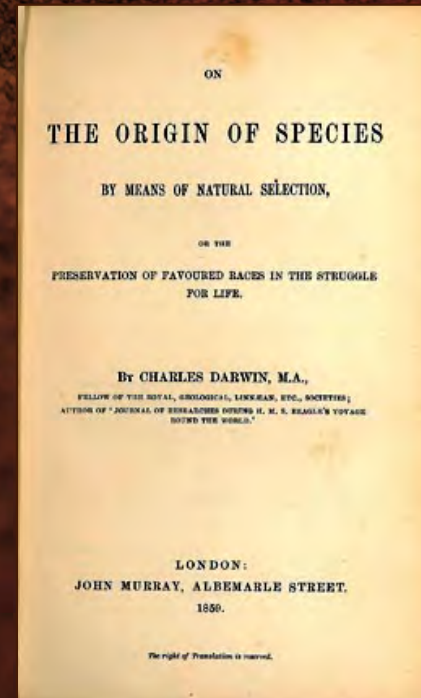 ON
THE ORIGIN OF SPECIES
BY MEANS OF NATURAL SELECTION,
OR THE
PRESERVATION OF FAVOURED RACES IN THE STRUGGLE
FOR LIFE.
BY CHARLES DARWIN, M.A.,
FELLOW OF THE ROYAL, GEOLOGICAL, LINNÆAN, ETC., SOCIETIES;
AUTHOR OF 'JOURNAL OF RESEARCHES DURING H. M. S. BEAGLE'S VOYAGE
ROUND THE WORLD.'
LONDON:
JOHN MURRAY, ALBEMARLE STREET.
1859.
The right of Translation is reserved.